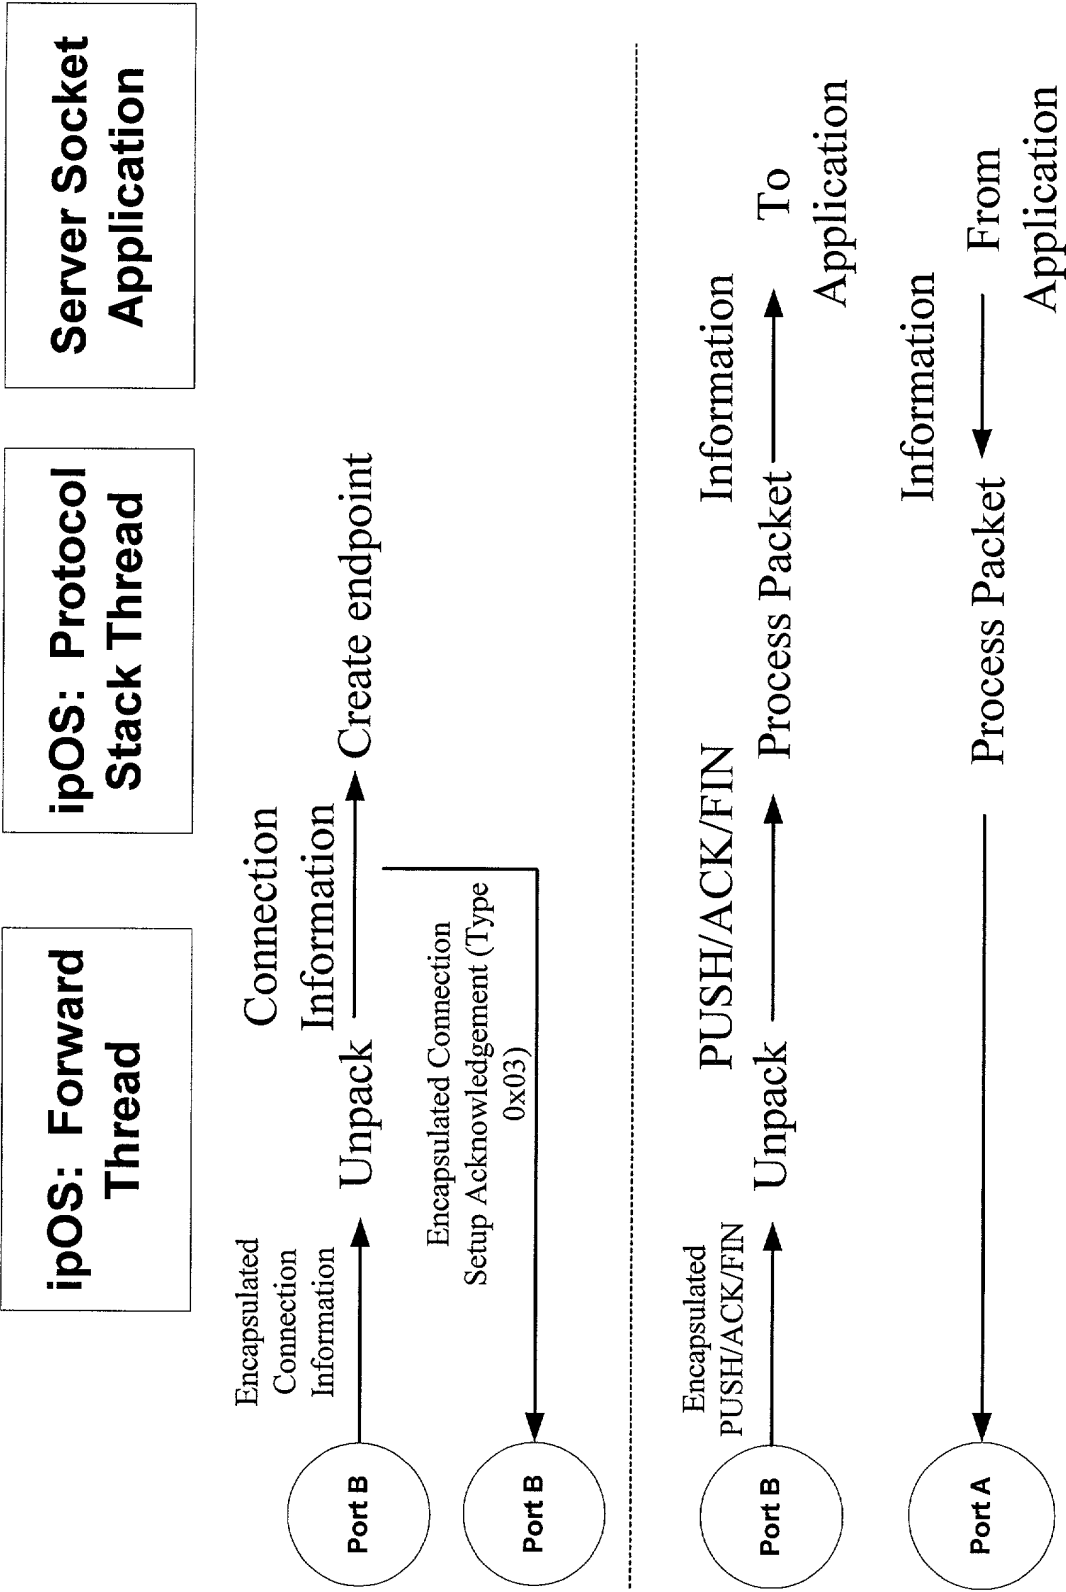 ipOS: Forward
Thread
ipOS: Protocol
Stack Thread
Server Socket
Application
Port B
Encapsulated
Connection
Information
Unpack
Connection
Information
Create endpoint
Port B
Encapsulated Connection
Setup Acknowledgement (Type
0x03)
Port B
Encapsulated
PUSH/ACK/FIN
Unpack
PUSH/ACK/FIN
Process Packet
Information
To
Application
Port A
Process Packet
Information
From
Application